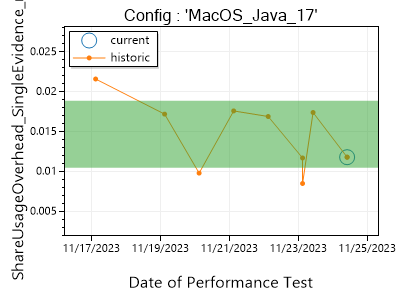 Config : 'MacOS_Java_17'
current
historic
0.025
0.02
0.015
0.01
0.005
ShareUsageOverhead_SingleEvidence_
11/17/2023
11/19/2023
11/21/2023
11/23/2023
11/25/2023
Date of Performance Test